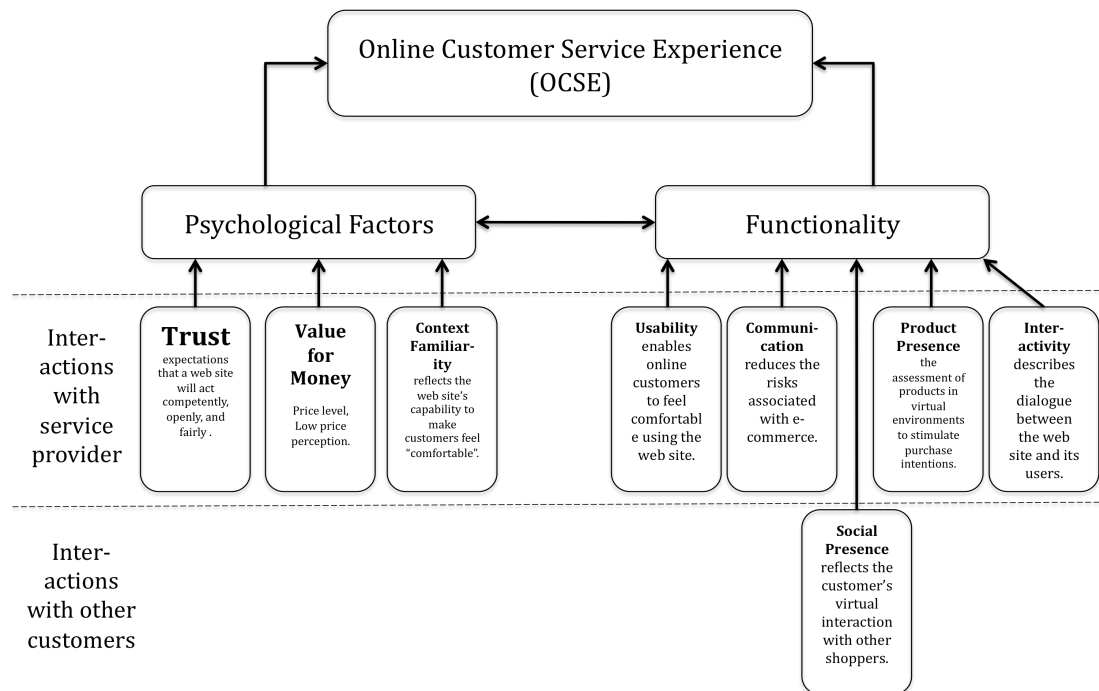 Online Customer Service Experience
(OCSE)
Psychological Factors
Functionality
Inter-
actions
with
service
provider
Trust
expectations
that a web site
will act
competently,
openly, and
fairly .
Value
for
Money
Price level,
Low price
perception.
Context
Familiar-
ity
reflects the
web site's
capability to
make
customers feel
“comfortable”.
Usability
enables
online
customers
to feel
comfortabl
e using the
web site.
Communi-
cation
reduces the
risks
associated
with e-
commerce.
Product
Presence
the
assessment of
products in
virtual
environments
to stimulate
purchase
intentions.
Inter-
activity
describes
the
dialogue
between
the web
site and its
users.
Inter-
actions
with other
customers
Social
Presence
reflects the
customer's
virtual
interaction
with other
shoppers.